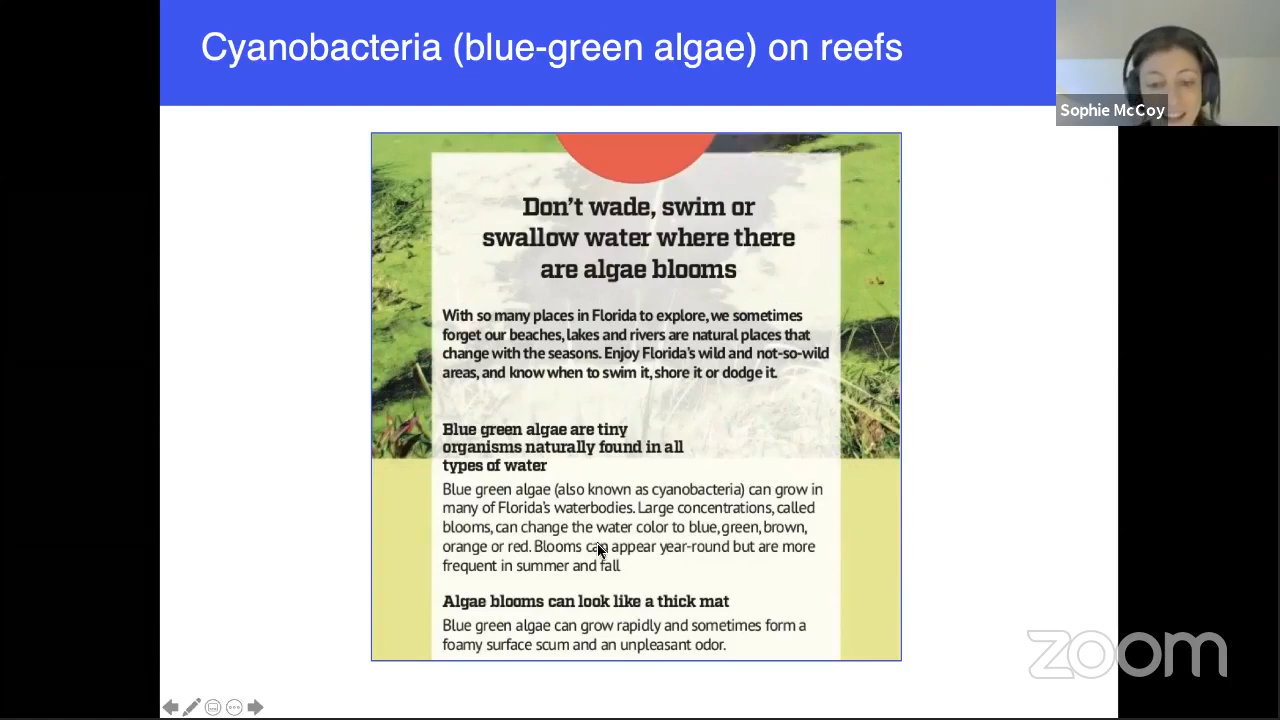 Cyanobacteria (blue-green algae) on reefs
Sophie McCoy
Don't wade, swim or
swallow water where there
are algae blooms
With so many places in Florida to explore, we sometimes
forget our beaches, lakes and rivers are natural places that
change with the seasons. Enjoy Florida's wild and not-so-wild
areas, and know when to swim it, shore it or dodge it.
Blue green algae are tiny
organisms naturally found in all
types of water
Blue green algae (also known as cyanobacteria) can grow in
many of Florida's waterbodies. Large concentrations, called
blooms, can change the water color to blue, green, brown,
orange or red. Blooms can appear year-round but are more
frequent in summer and fall
Algae blooms can look like a thick mat
Blue green algae can grow rapidly and sometimes form a
foamy surface scum and an unpleasant odor.
zoom